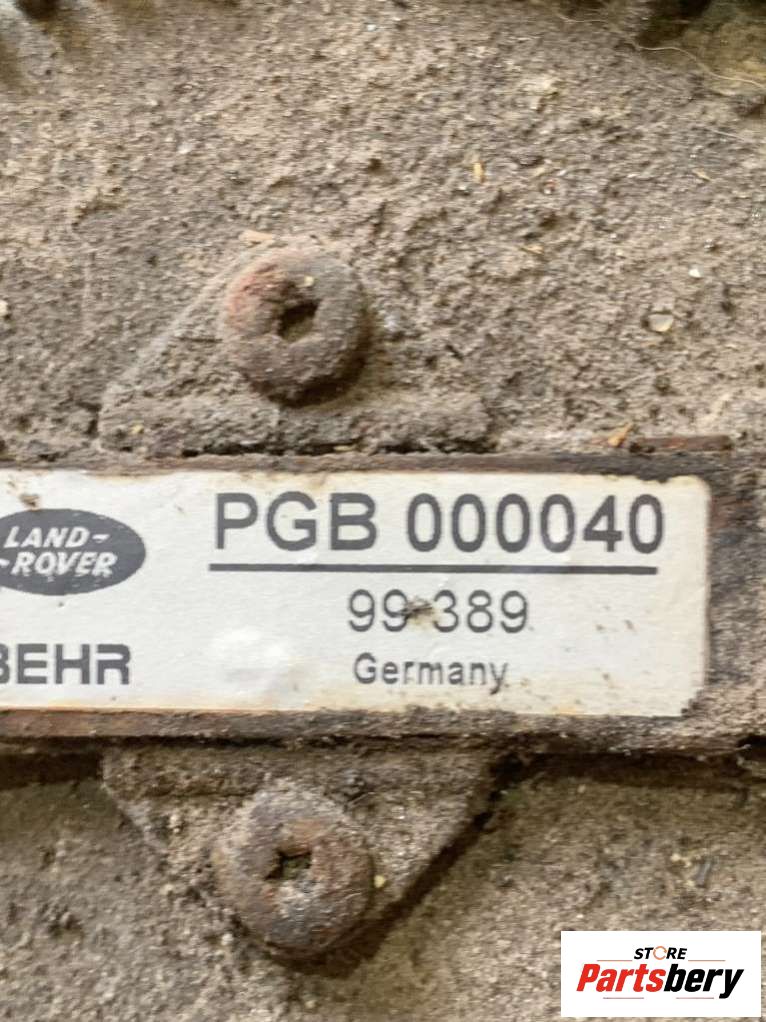 LAND-
-ROVER
PGB 000040
99 389
BEHR
Germany
STORE
Partsbery